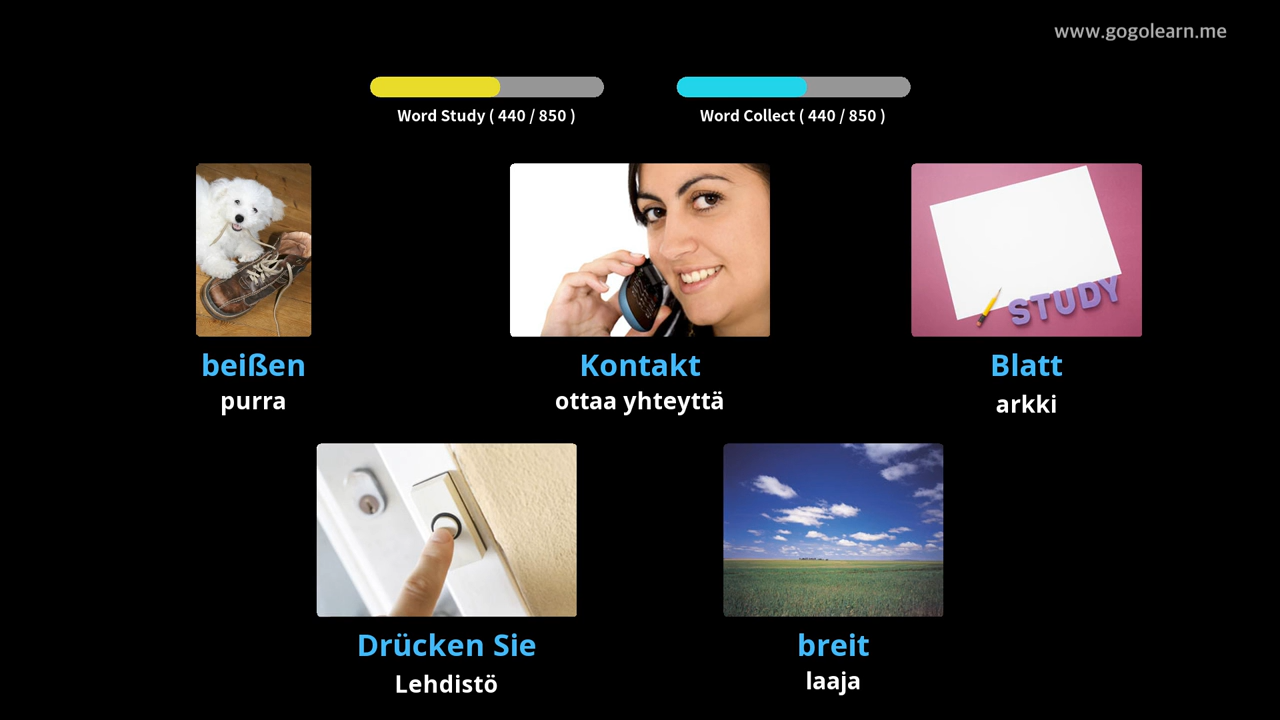 www.gogolearn.me
Word Study ( 440 / 850 )
Word Collect ( 440 / 850 )
STUDY
beißen
purra
Kontakt
ottaa yhteyttä
Blatt
arkki
Drücken Sie
Lehdistö
breit
laaja